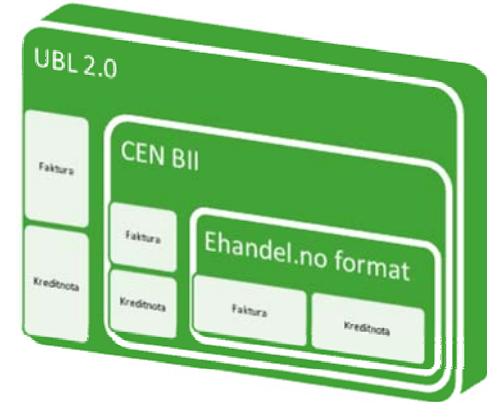 UBL 2.0
Faktura
Kreditnota
CEN BII
Faktura
Kreditnota
Ehandel.no format
Faktura
Kreditnota